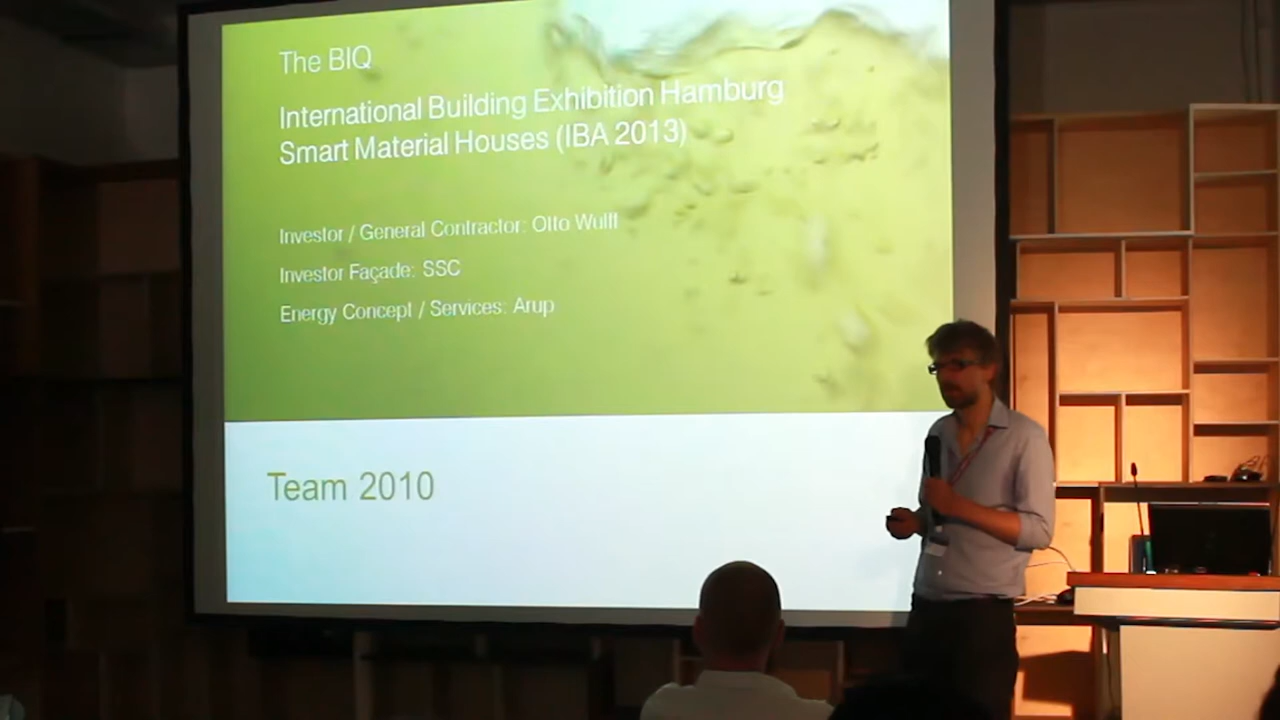 The BIQ
International Building Exhibition Hamburg
Smart Material Houses (IBA 2013)
Investor / General Contractor: Otto Wulff
Investor Façade: SSC
Energy Concept / Services: Arup
Team 2010